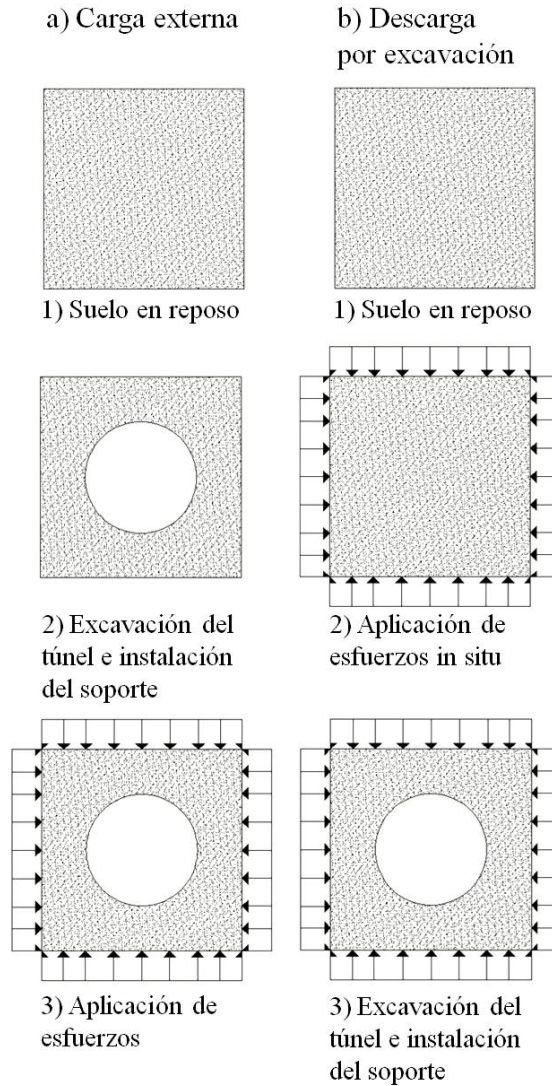 a) Carga externa
b) Descarga
por excavación
1) Suelo en reposo
1) Suelo en reposo
2) Excavación del
túnel e instalación
del soporte
2) Aplicación de
esfuerzos in situ
3) Aplicación de
esfuerzos
3) Excavación del
túnel e instalación
del soporte